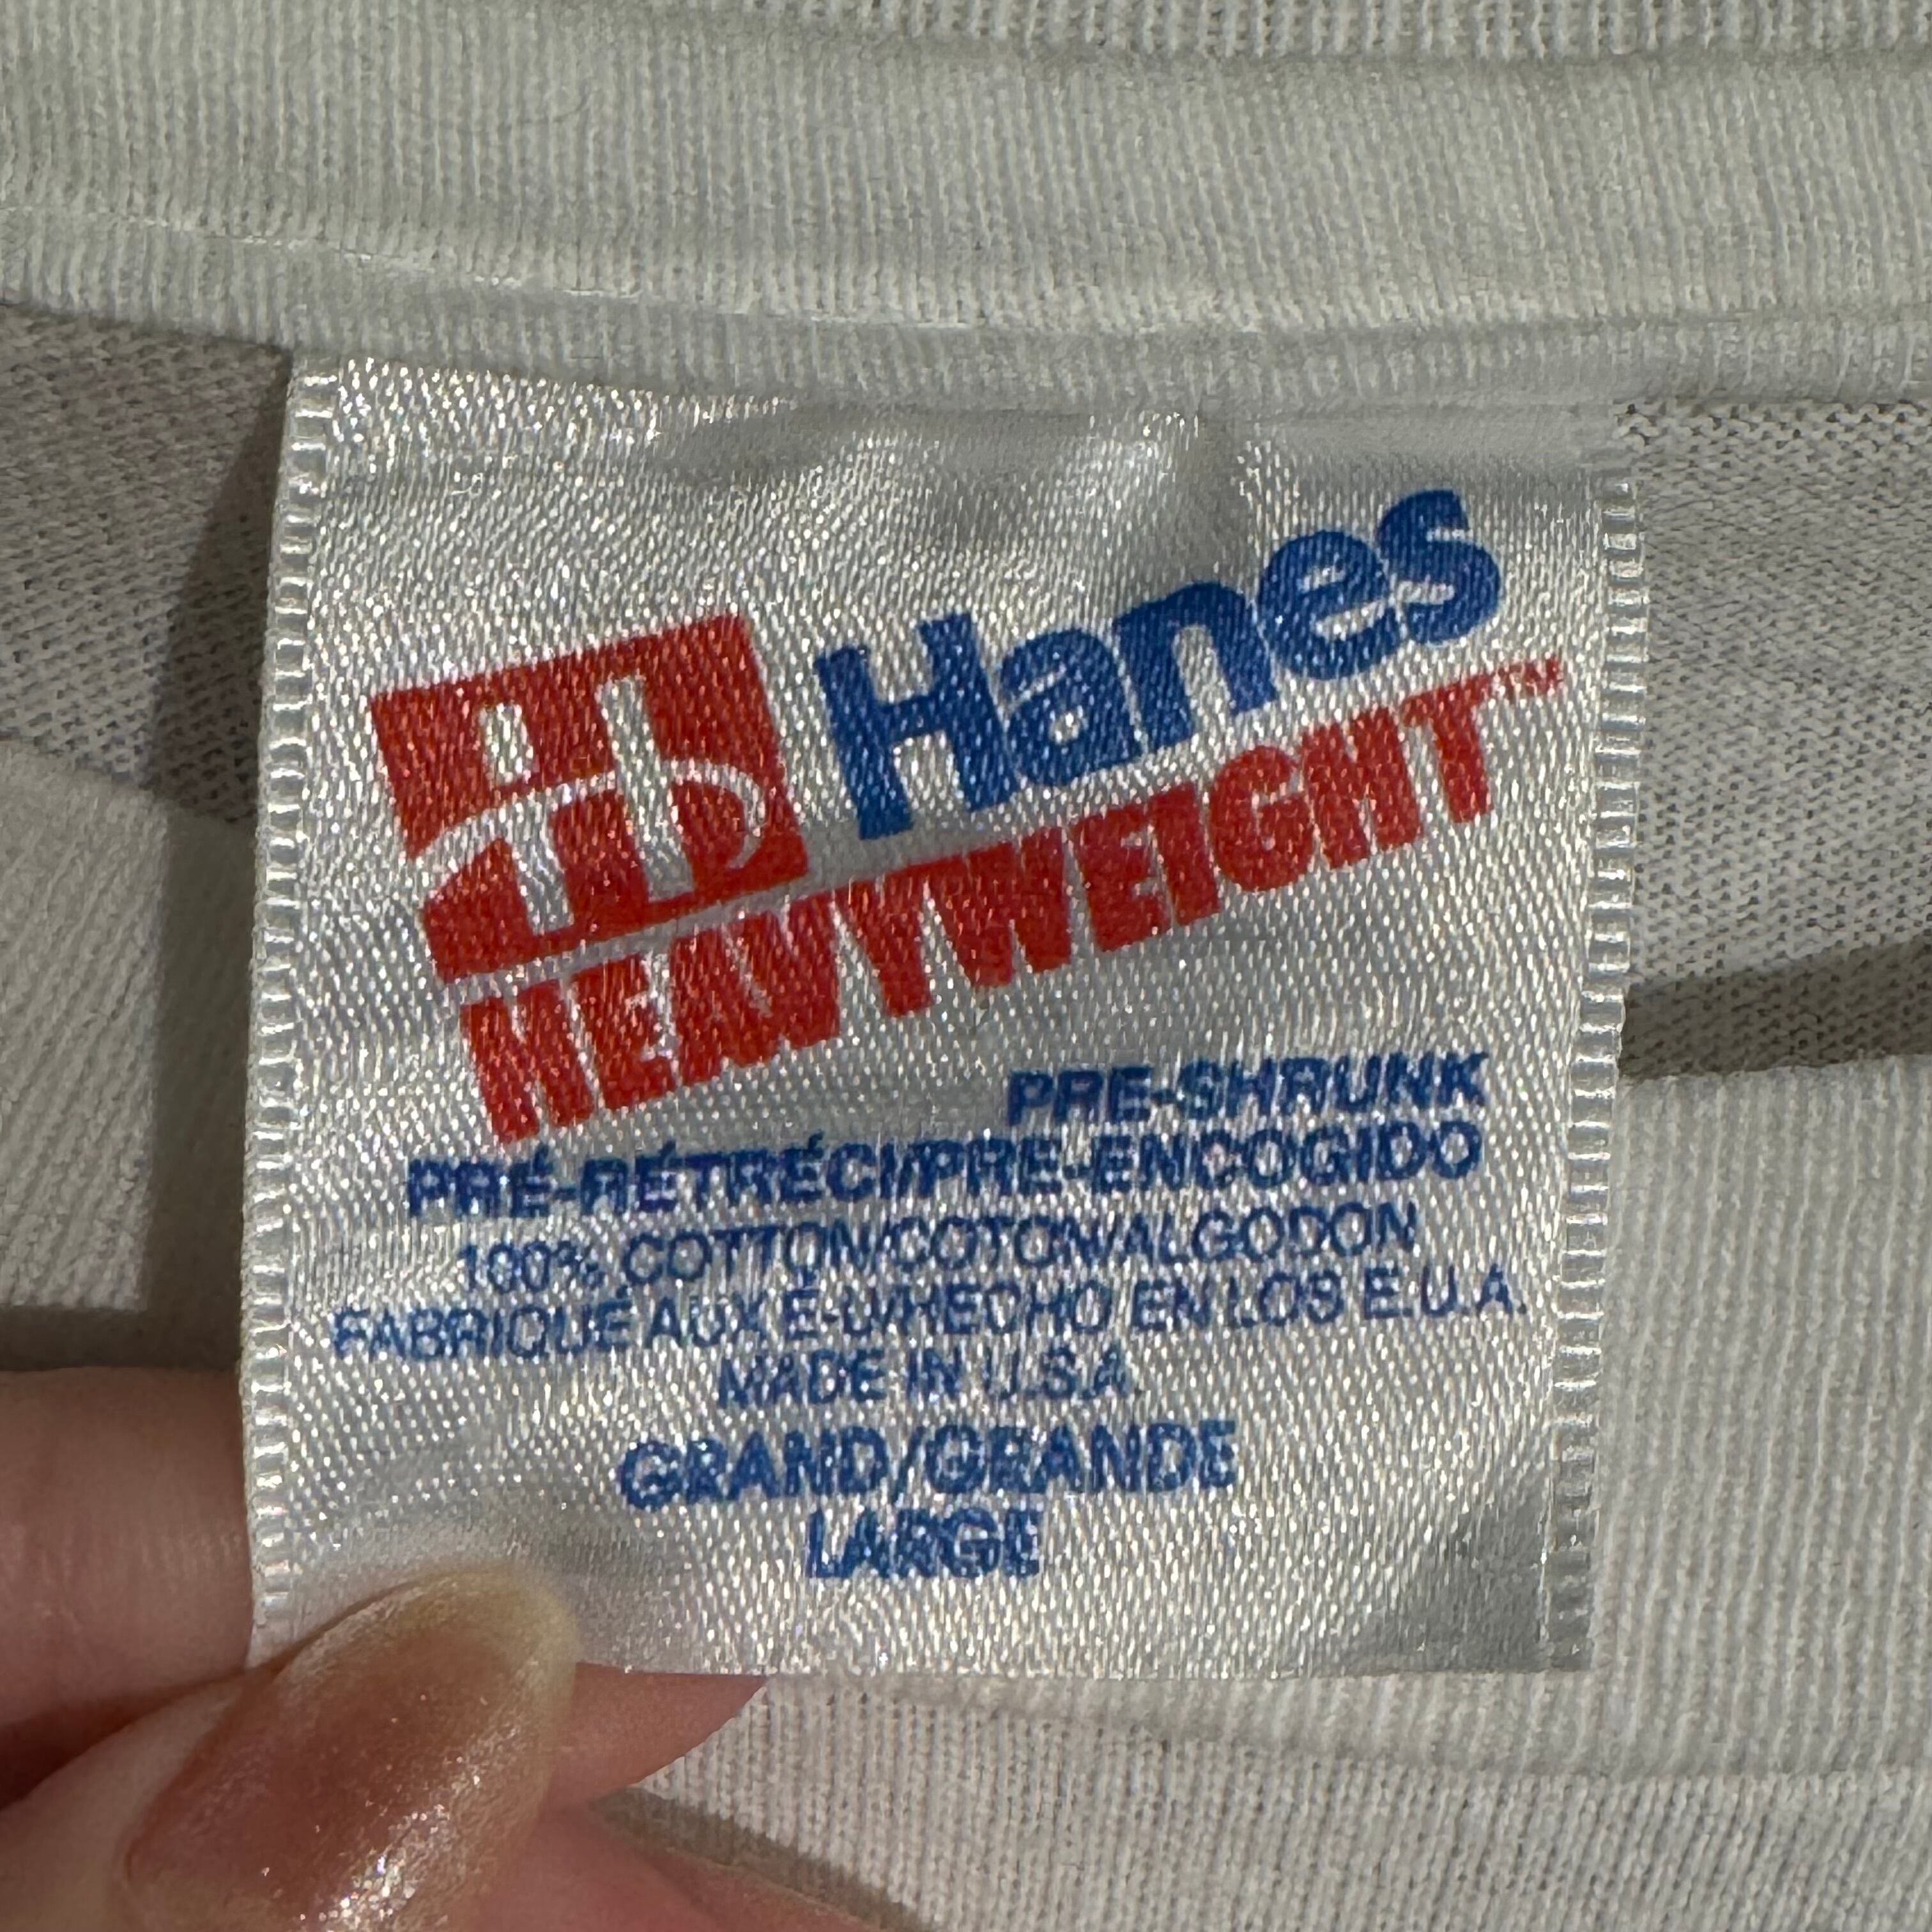 Hanes
HEAVYWEIGHT™
PRE-SHRUNK
PRÉ-RÉTRÉCI/PRE-ENCOGIDO
100% COTTON/COTON/ALGODON
FABRIQUÉ AUX É-U/HECHO EN LOS E.U.A.
MADE IN U.S.A.
GRAND/GRANDE
LARGE